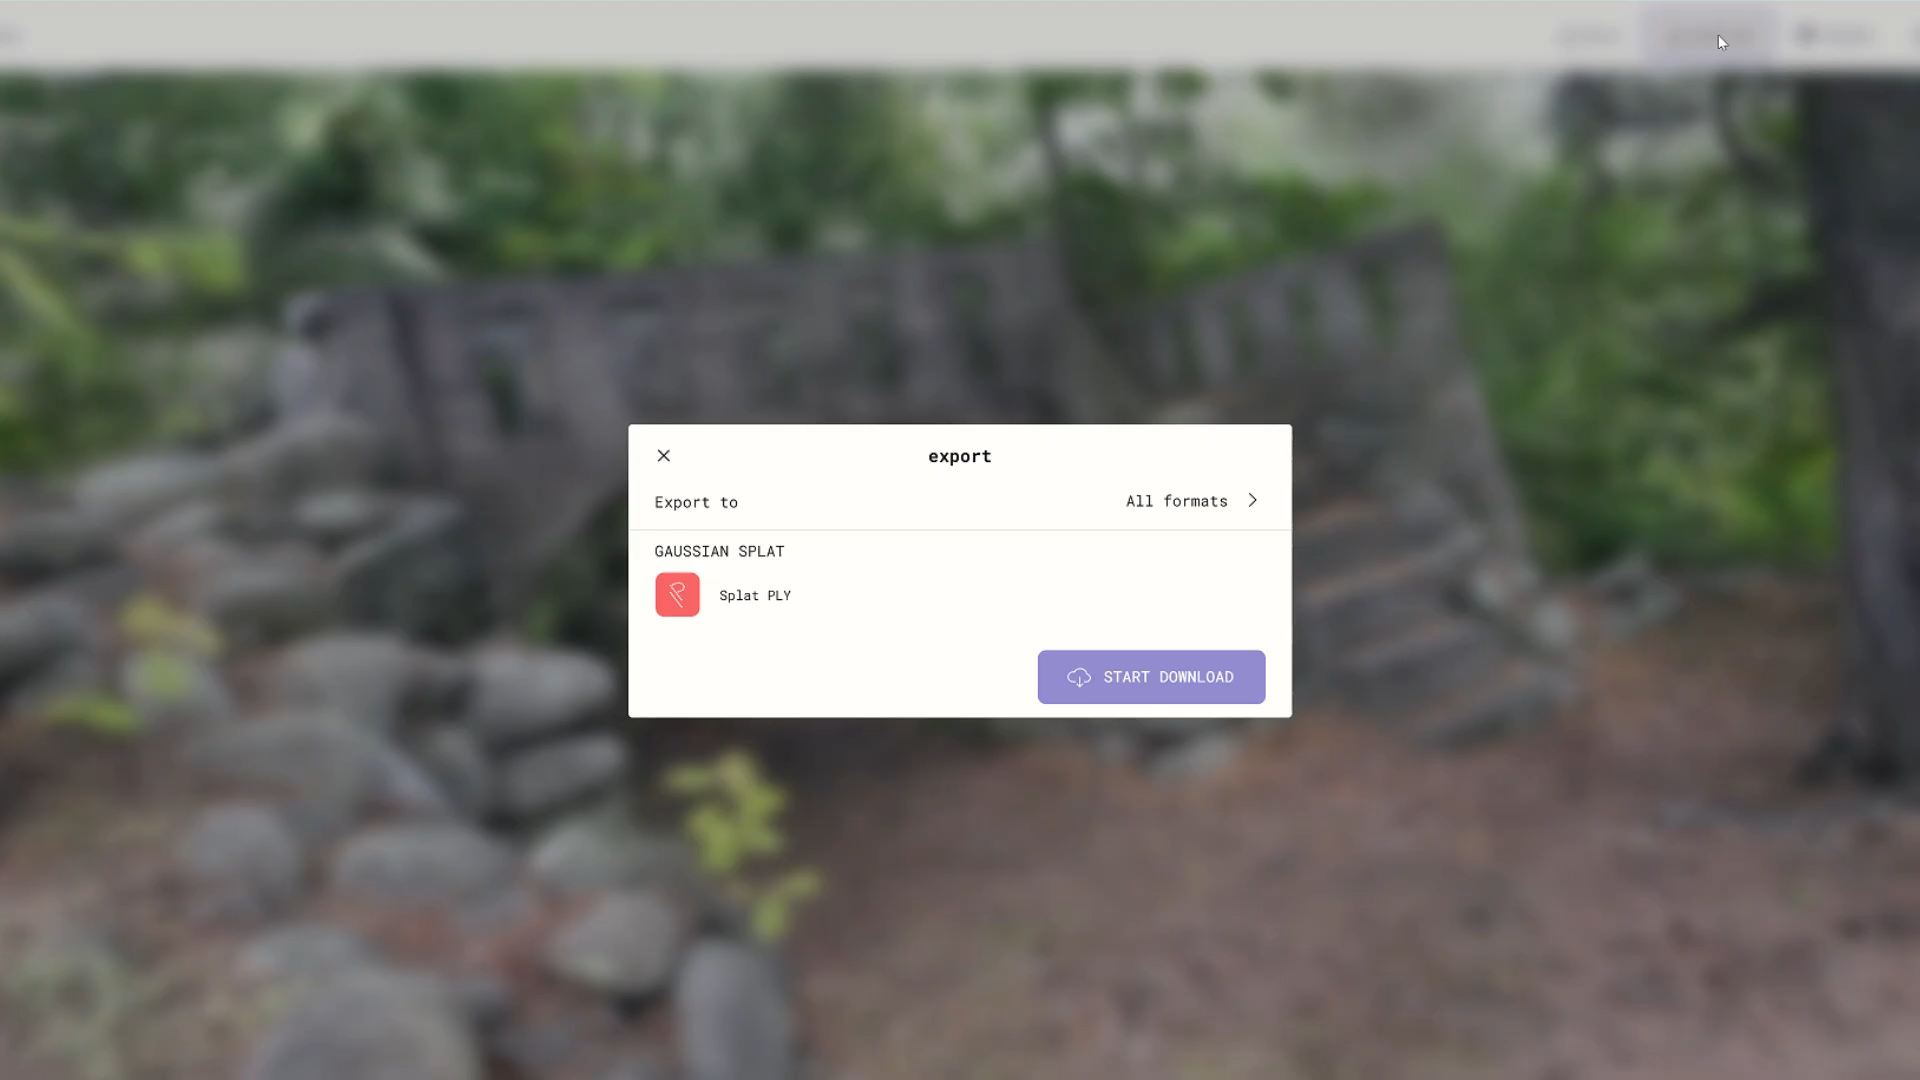 export
Export to
All formats
GAUSSIAN SPLAT
Splat PLY
START DOWNLOAD